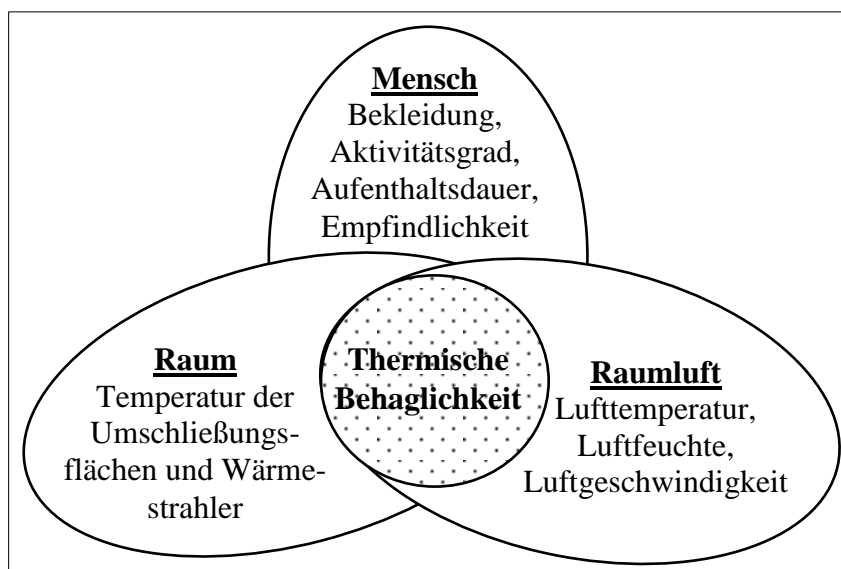 Mensch
Bekleidung,
Aktivitätsgrad,
Aufenthaltsdauer,
Empfindlichkeit
Raum
Temperatur der
Umschließungs-
flächen und Wärme-
strahler
Thermische
Behaglichkeit
Raumluft
Lufttemperatur,
Luftfeuchte,
Luftgeschwindigkeit